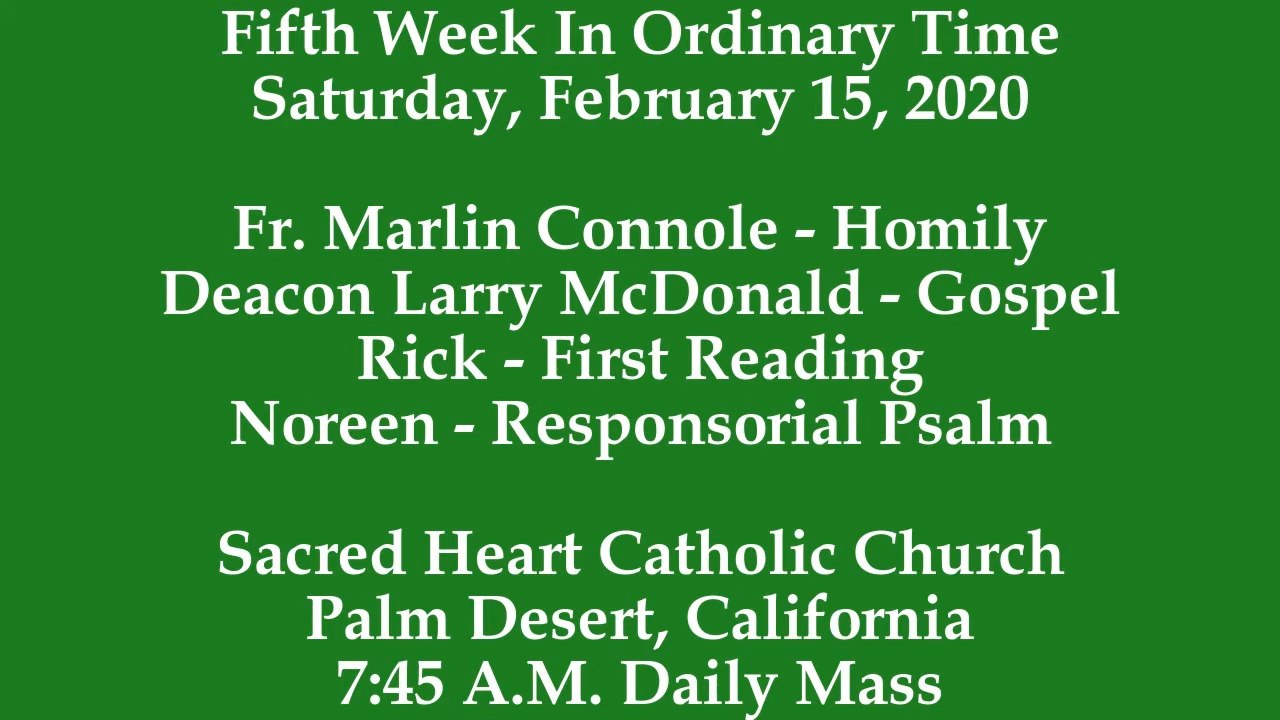 Fifth Week In Ordinary Time
Saturday, February 15, 2020
Fr. Marlin Connole - Homily
Deacon Larry McDonald - Gospel
Rick - First Reading
Noreen - Responsorial Psalm
Sacred Heart Catholic Church
Palm Desert, California
7:45 A.M. Daily Mass